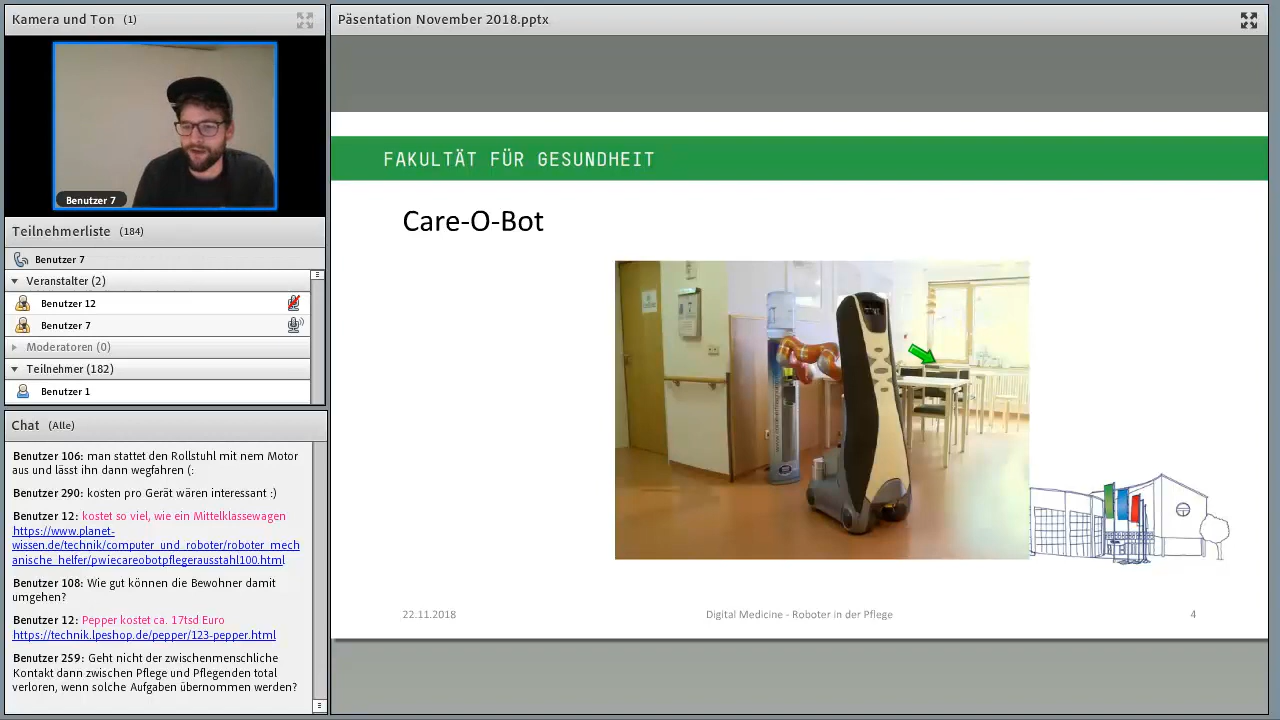 Kamera und Ton (1)
Benutzer 7
Teilnehmerliste (184)
Benutzer 7
Veranstalter (2)
Benutzer 12
Benutzer 7
Moderatoren (0)
Teilnehmer (182)
Benutzer 1
Chat (Alle)
Benutzer 106: man stattet den Rollstuhl mit nem Motor
aus und lässt ihn dann wegfahren (:
Benutzer 290: kosten pro Gerät wären interessant :)
Benutzer 12: kostet so viel, wie ein Mittelklassewagen
https://www.planet-
wissen.de/technik/computer_und_roboter/roboter_mech
anische_helfer/pwiecareobotpflegerausstahl100.html
Benutzer 108: Wie gut können die Bewohner damit
umgehen?
Benutzer 12: Pepper kostet ca. 17tsd Euro
https://technik.lpeshop.de/pepper/123-pepper.html
Benutzer 259: Geht nicht der zwischenmenschliche
Kontakt dann zwischen Pflege und Pflegenden total
verloren, wenn solche Aufgaben übernommen werden?
Päsentation November 2018.pptx
FAKULTÄT FÜR GESUNDHEIT
Care-O-Bot
22.11.2018
Digital Medicine - Roboter in der Pflege
4